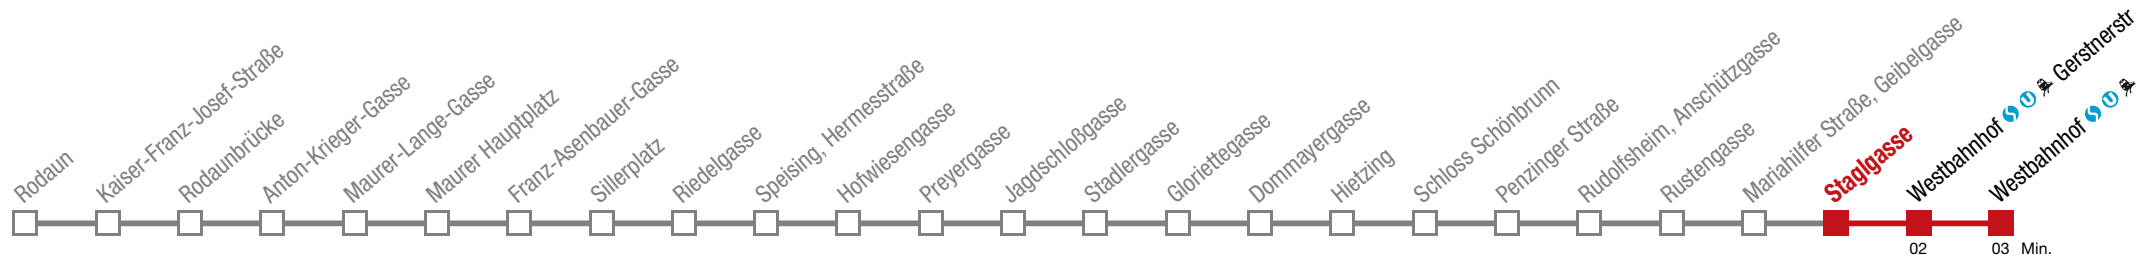 Rodaun
Kaiser-Franz-Josef-Straße
Rodaunbrücke
Anton-Krieger-Gasse
Maurer-Lange-Gasse
Maurer Hauptplatz
Franz-Asenbauer-Gasse
Sillerplatz
Riedelgasse
Speising, Hermesstraße
Hofwiesengasse
Preyergasse
Jagdschloßgasse
Stadlergasse
Gloriettegasse
Dommayergasse
Hietzing
Schloss Schönbrunn
Penzinger Straße
Rudolfsheim, Anschützgasse
Rustengasse
Mariahilfer Straße, Geibelgasse
Staglgasse
Westbahnhof S U Gerstnerstr
Westbahnhof S U
02
03 Min.